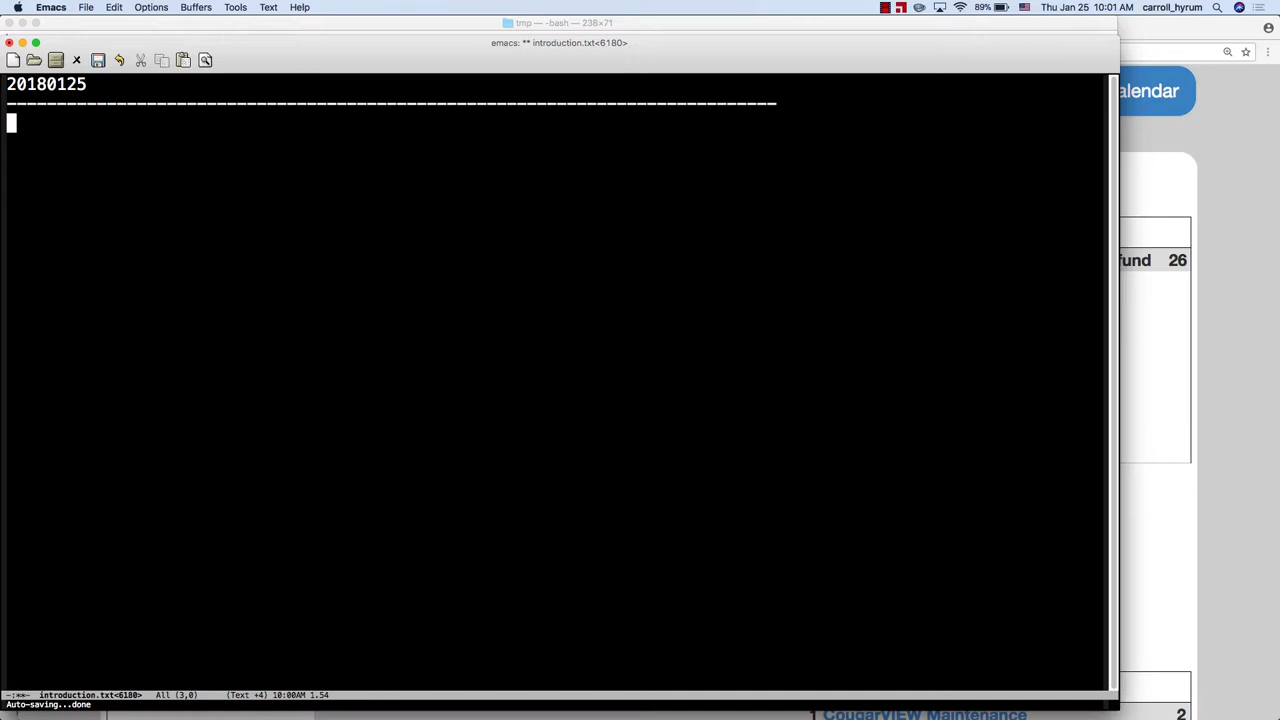 Emacs File Edit Options Buffers Tools Text Help 89% Thu Jan 25 10:01 AM carroll_hyrum
tmp — -bash — 238×71
emacs: ** introduction.txt<6180>
20180125
-----------------------------------------------------------------------------
alendar
fund 26
-:**- introduction.txt<6180> All (3,0) (Text +4) 10:00AM 1.54
Auto-saving...done
1 CougarVIEW Maintenance 2